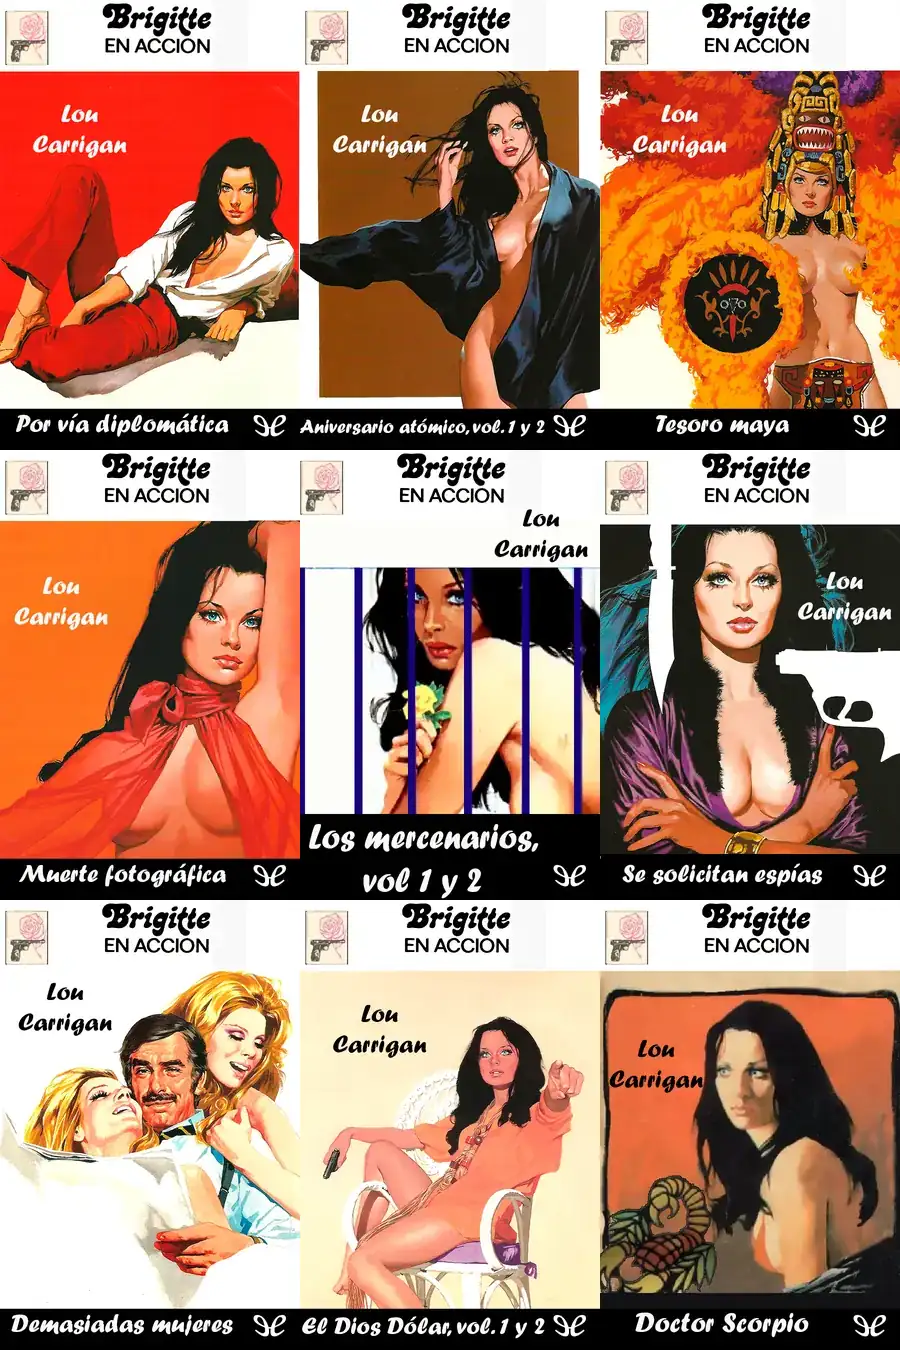 Brigitte
EN ACCION
Lou
Carrigan
Por vía diplomática
Brigitte
EN ACCION
Lou
Carrigan
Aniversario atómico, vol. 1 y 2
Brigitte
EN ACCION
Lou
Carrigan
Tesoro maya
Brigitte
EN ACCION
Lou
Carrigan
Muerte fotográfica
Brigitte
EN ACCION
Lou
Carrigan
Los mercenarios,
vol 1 y 2
Brigitte
EN ACCION
Lou
Carrigan
Se solicitan espías
Brigitte
EN ACCION
Lou
Carrigan
Demasiadas mujeres
Brigitte
EN ACCION
Lou
Carrigan
El Dios Dólar, vol. 1 y 2
Brigitte
EN ACCION
Lou
Carrigan
Doctor Scorpio